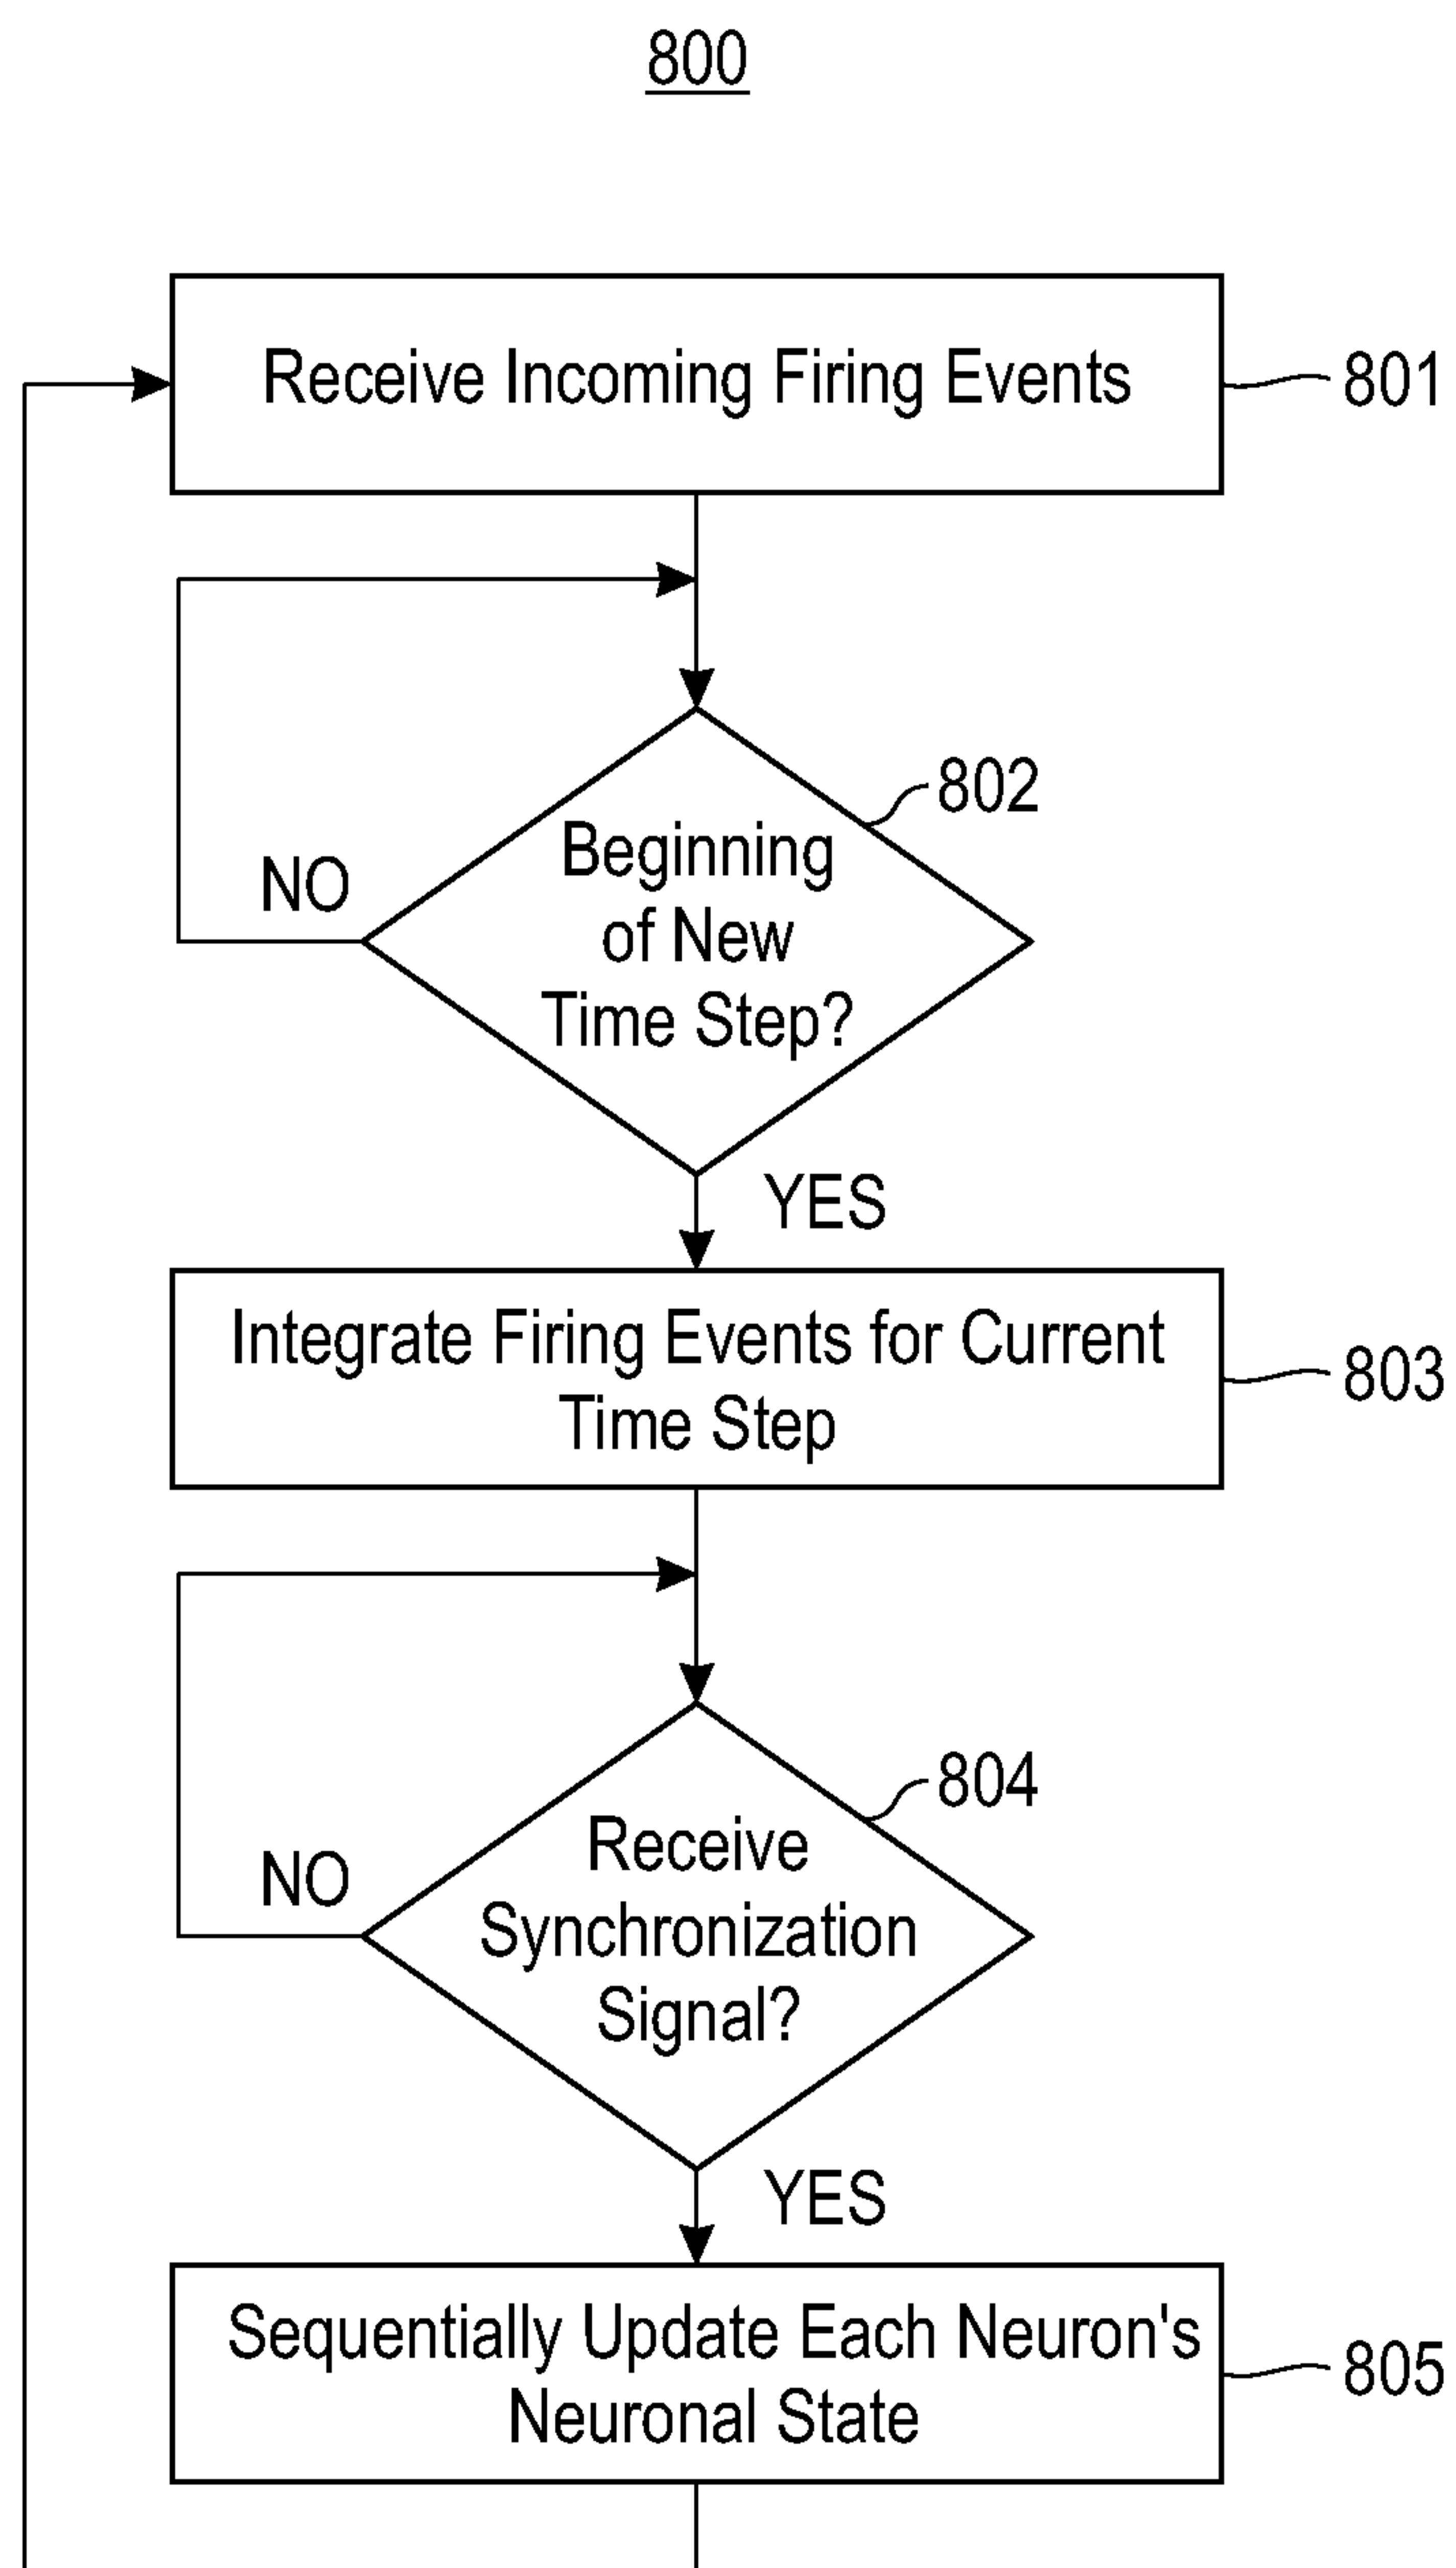 800
Receive Incoming Firing Events
801
802
Beginning
of New
Time Step?
NO
YES
Integrate Firing Events for Current
Time Step
803
804
Receive
Synchronization
Signal?
NO
YES
Sequentially Update Each Neuron's
Neuronal State
805